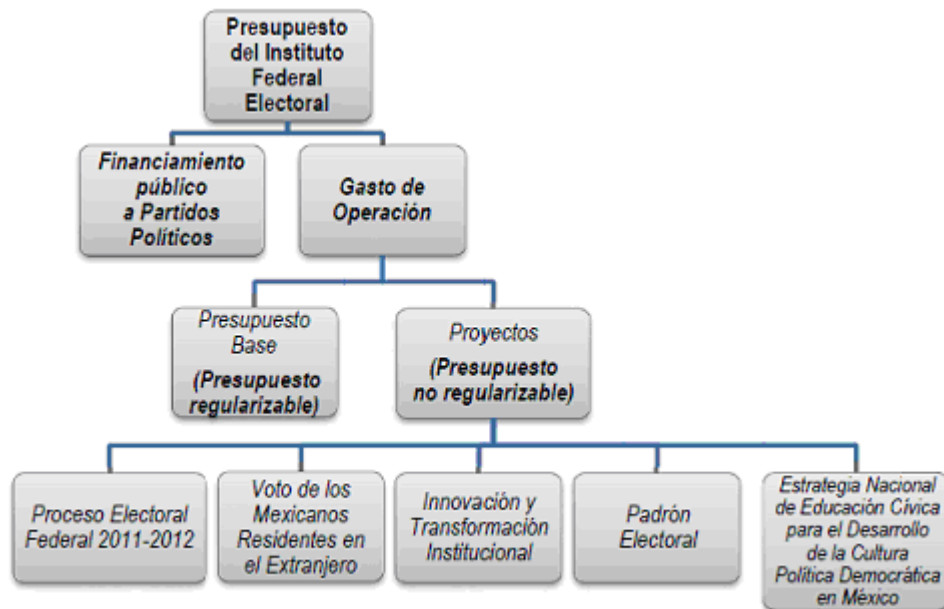 Presupuesto
del Instituto
Federal
Electoral
Financiamiento
público
a Partidos
Políticos
Gasto de
Operación
Presupuesto
Base
(Presupuesto
regularizable)
Proyectos
(Presupuesto
no regularizable)
Proceso Electoral
Federal 2011-2012
Voto de los
Mexicanos
Residentes en
el Extranjero
Innovación y
Transformación
Institucional
Padrón
Electoral
Estrategia Nacional
de Educación Cívica
para el Desarrollo
de la Cultura
Política Democrática
en México